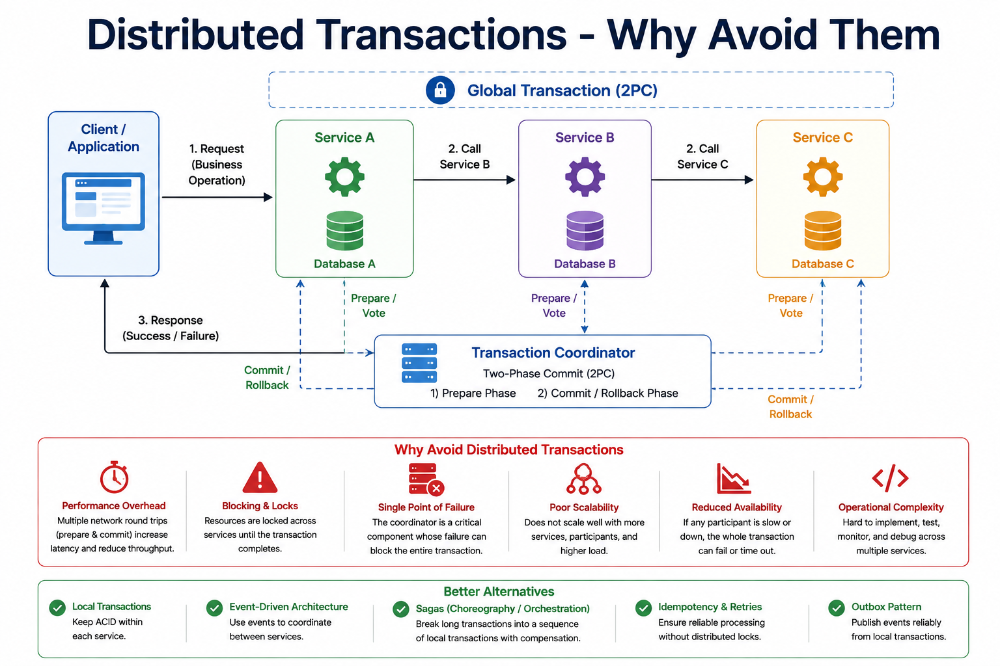 Distributed Transactions - Why Avoid Them
Global Transaction (2PC)
Client /
Application
1. Request
(Business
Operation)
Service A
Database A
2. Call
Service B
Service B
Database B
2. Call
Service C
Service C
Database C
3. Response
(Success / Failure)
Prepare /
Vote
Prepare /
Vote
Prepare /
Vote
Commit /
Rollback
Transaction Coordinator
Two-Phase Commit (2PC)
1) Prepare Phase 2) Commit / Rollback Phase
Commit /
Rollback
Why Avoid Distributed Transactions
Performance Overhead
Multiple network round trips
(prepare & commit) increase
latency and reduce throughput.
Blocking & Locks
Resources are locked across
services until the transaction
completes.
Single Point of Failure
The coordinator is a critical
component whose failure can
block the entire transaction.
Poor Scalability
Does not scale well with more
services, participants, and
higher load.
Reduced Availability
If any participant is slow or
down, the whole transaction
can fail or time out.
Operational Complexity
Hard to implement, test,
monitor, and debug across
multiple services.
Better Alternatives
Local Transactions
Keep ACID within
each service.
Event-Driven Architecture
Use events to coordinate
between services.
Sagas (Choreography / Orchestration)
Break long transactions into a sequence
of local transactions with compensation.
Idempotency & Retries
Ensure reliable processing
without distributed locks.
Outbox Pattern
Publish events reliably
from local transactions.